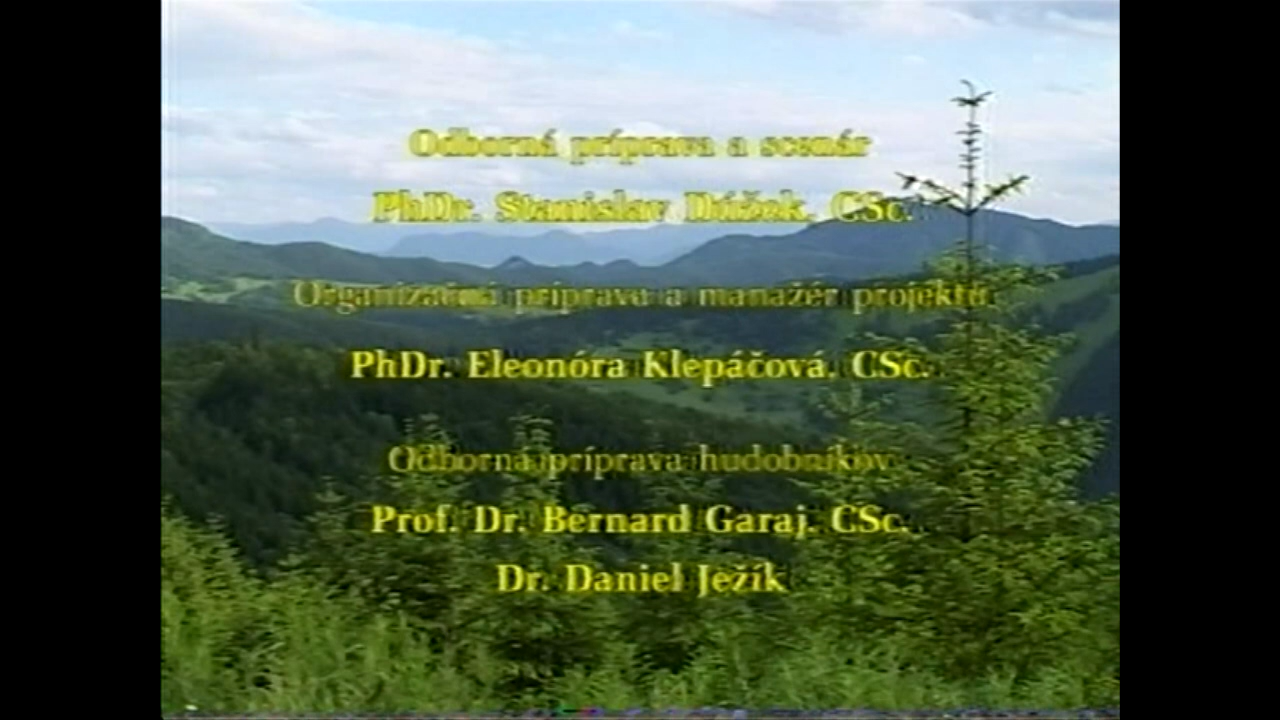 Odborná príprava a scenár
PhDr. Stanislav Dúžek, CSc.
Organizačná príprava a manažér projektu
PhDr. Eleonóra Klepáčová, CSc.
Odborná príprava hudobníkov
Prof. Dr. Bernard Garaj, CSc.
Dr. Daniel Ježík